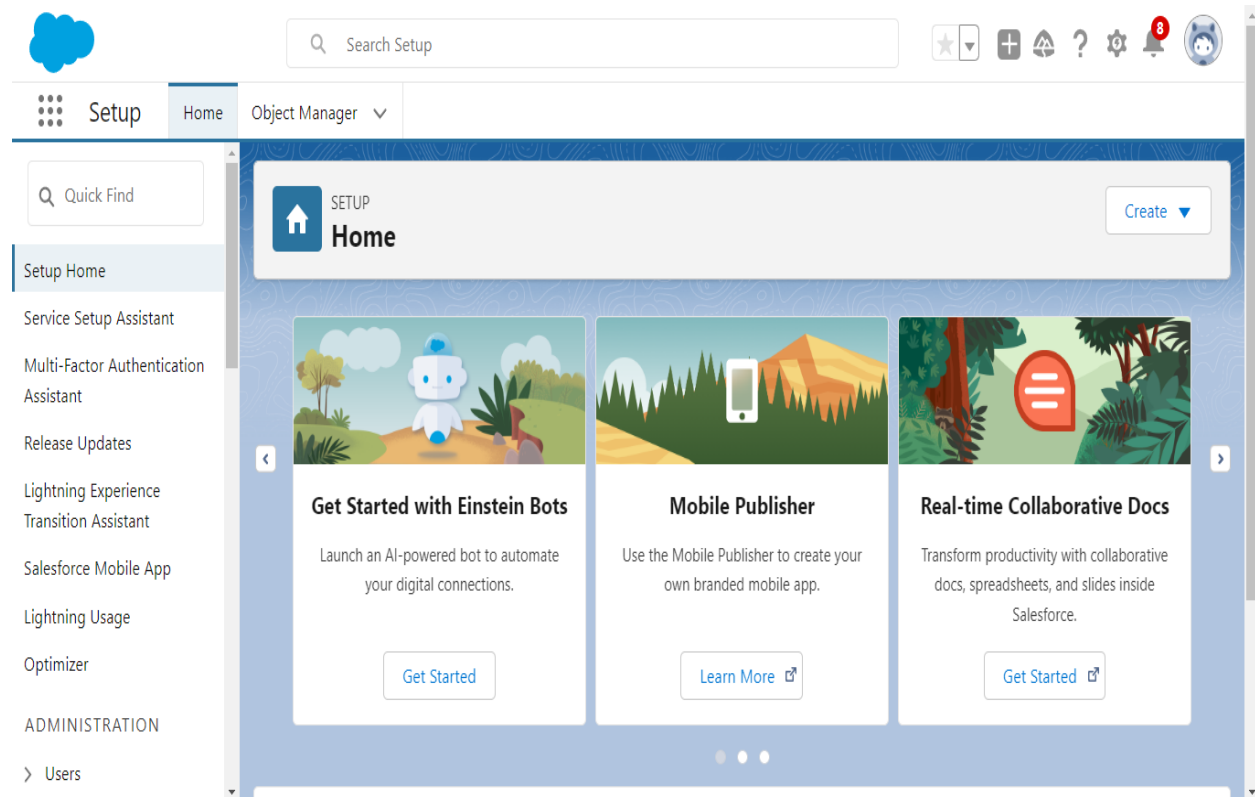 Search Setup
?
8
Setup
Home
Object Manager
Quick Find
Setup Home
Service Setup Assistant
Multi-Factor Authentication
Assistant
Release Updates
Lightning Experience
Transition Assistant
Salesforce Mobile App
Lightning Usage
Optimizer
ADMINISTRATION
Users
SETUP
Home
Create
Get Started with Einstein Bots
Launch an AI-powered bot to automate
your digital connections.
Get Started
Mobile Publisher
Use the Mobile Publisher to create your
own branded mobile app.
Learn More
Real-time Collaborative Docs
Transform productivity with collaborative
docs, spreadsheets, and slides inside
Salesforce.
Get Started